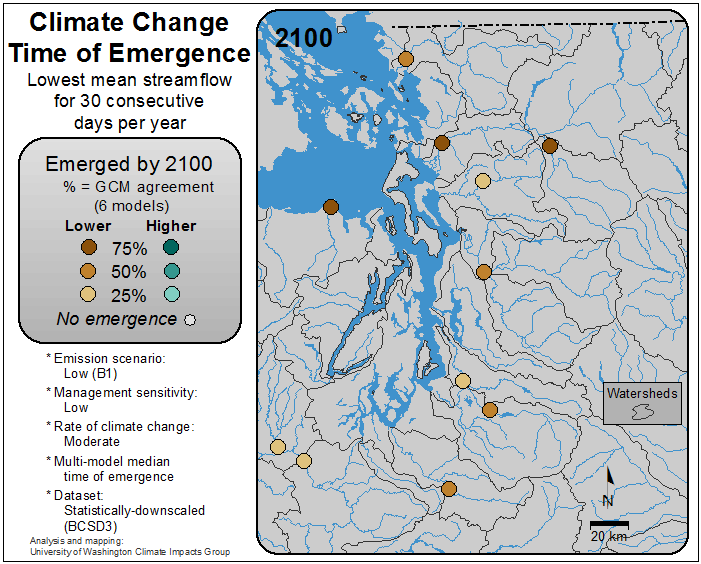 Climate Change
Time of Emergence
Lowest mean streamflow
for 30 consecutive
days per year
Emerged by 2100
% = GCM agreement
(6 models)
Lower Higher
75%
50%
25%
No emergence
* Emission scenario:
Low (B1)
* Management sensitivity:
Low
* Rate of climate change:
Moderate
* Multi-model median
time of emergence
* Dataset:
Statistically-downscaled
(BCSD3)
Analysis and mapping:
University of Washington Climate Impacts Group
2100
Watersheds
N
20 km